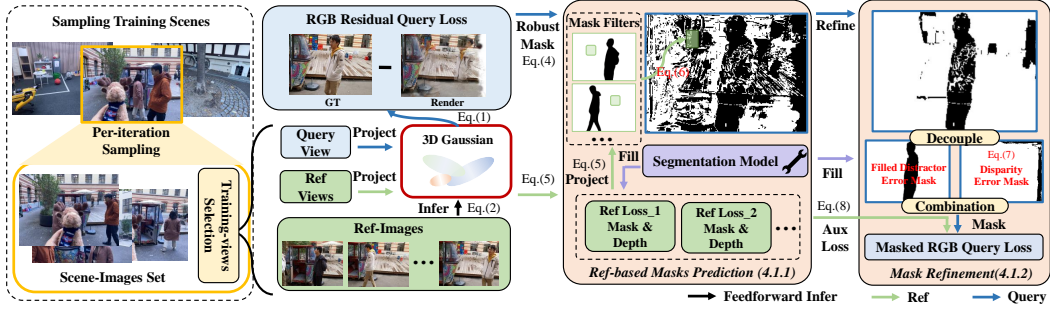 Sampling Training Scenes
Per-iteration
Sampling
Scene-Images Set
Training-views
Selection
RGB Residual Query Loss
GT
Render
Eq.(1)
Query
View
Project
Ref
Views
Project
3D Gaussian
Infer
Eq.(2)
Ref-Images
Robust
Mask
Eq.(4)
Eq.(5)
Mask Filters
Eq.(6)
Eq.(5)
Project
Fill
Segmentation Model
Ref Loss_1
Mask &
Depth
Ref Loss_2
Mask &
Depth
Ref-based Masks Prediction (4.1.1)
Refine
Fill
Eq.(8)
Aux
Loss
Decouple
Filled Distractor
Error Mask
Eq.(7)
Disparity
Error Mask
Combination
Mask
Masked RGB Query Loss
Mask Refinement(4.1.2)
Feedforward Infer
Ref
Query